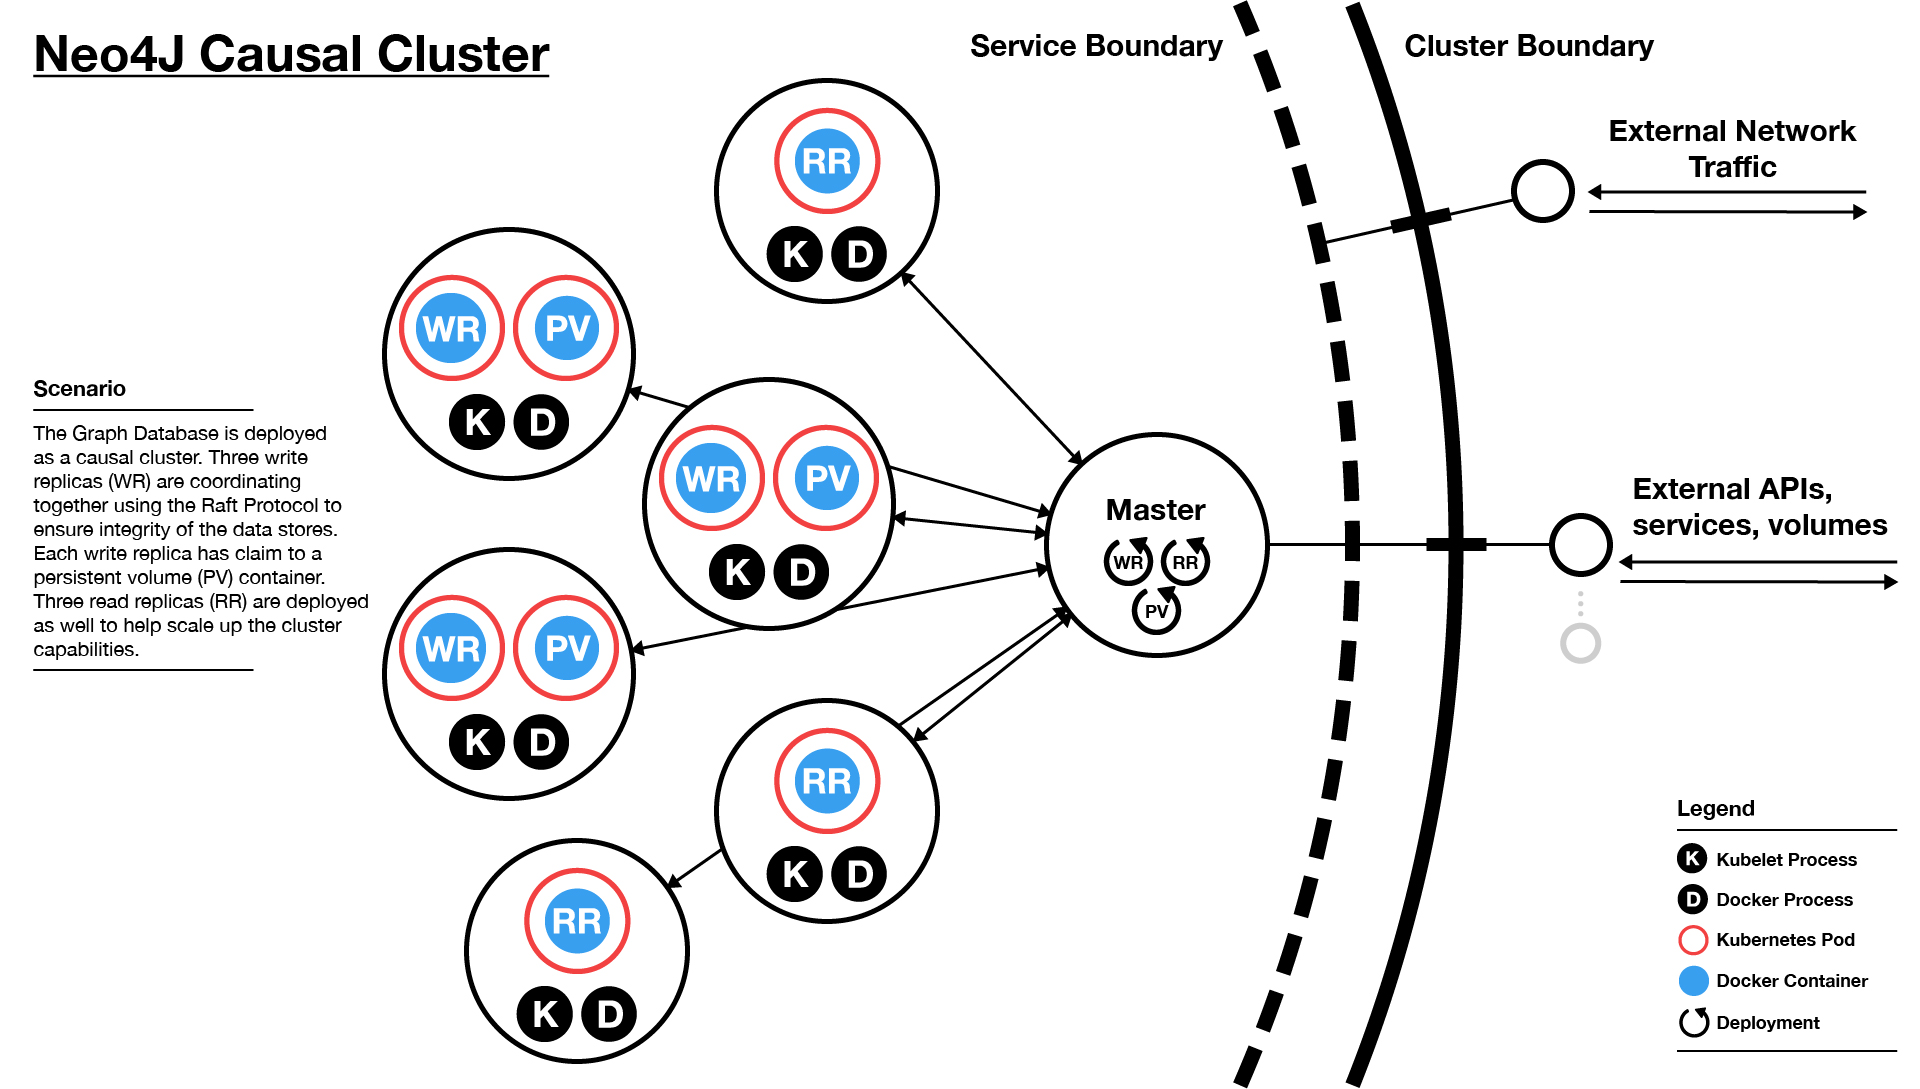 Neo4J Causal Cluster
Service Boundary
Cluster Boundary
External Network
Traffic
RR
K D
WR PV
K D
Scenario
The Graph Database is deployed
as a causal cluster. Three write
replicas (WR) are coordinating
together using the Raft Protocol to
ensure integrity of the data stores.
Each write replica has claim to a
persistent volume (PV) container.
Three read replicas (RR) are deployed
as well to help scale up the cluster
capabilities.
WR PV
K D
Master
WR RR
PV
External APIs,
services, volumes
WR PV
K D
RR
K D
RR
K D
Legend
K Kubelet Process
D Docker Process
Kubernetes Pod
Docker Container
Deployment